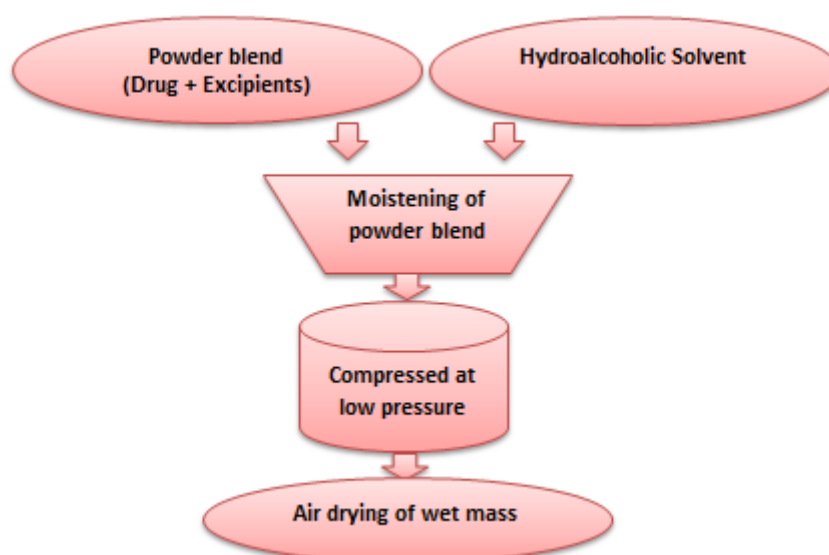 Powder blend
(Drug + Excipients)
Hydroalcoholic Solvent
Moistening of
powder blend
Compressed at
low pressure
Air drying of wet mass